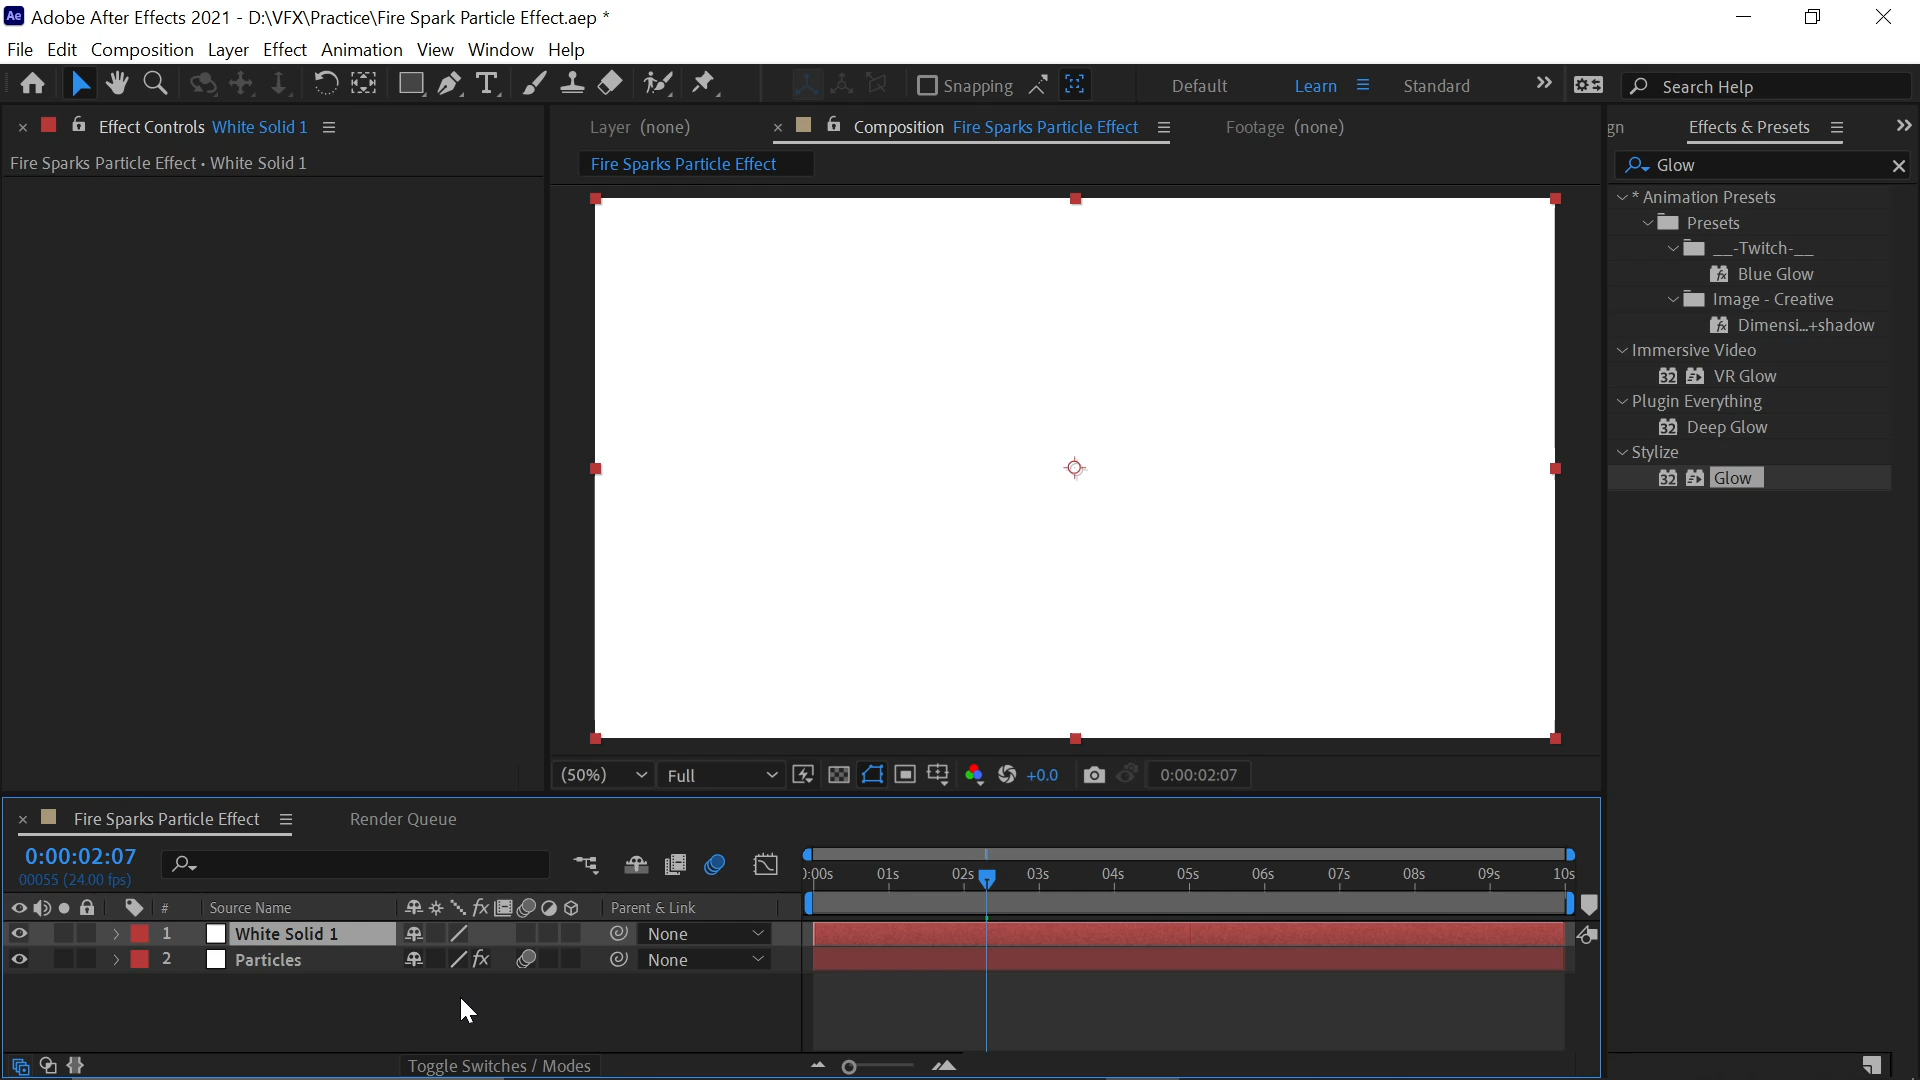 Ae Adobe After Effects 2021 - D:\VFX\Practice\Fire Spark Particle Effect.aep *
File Edit Composition Layer Effect Animation View Window Help
Snapping Default Learn Standard Search Help
Effect Controls White Solid 1 Layer (none) Composition Fire Sparks Particle Effect Footage (none) gn Effects & Presets
Fire Sparks Particle Effect • White Solid 1 Fire Sparks Particle Effect Glow
* Animation Presets
Presets
__-Twitch-__
Blue Glow
Image - Creative
Dimensi...+shadow
Immersive Video
32 VR Glow
Plugin Everything
32 Deep Glow
Stylize
32 Glow
(50%) Full +0.0 0:00:02:07
Fire Sparks Particle Effect Render Queue
0:00:02:07
00055 (24.00 fps)
):00s 01s 02s 03s 04s 05s 06s 07s 08s 09s 10s
# Source Name fx Parent & Link
1 White Solid 1 None
2 Particles fx None
Toggle Switches / Modes